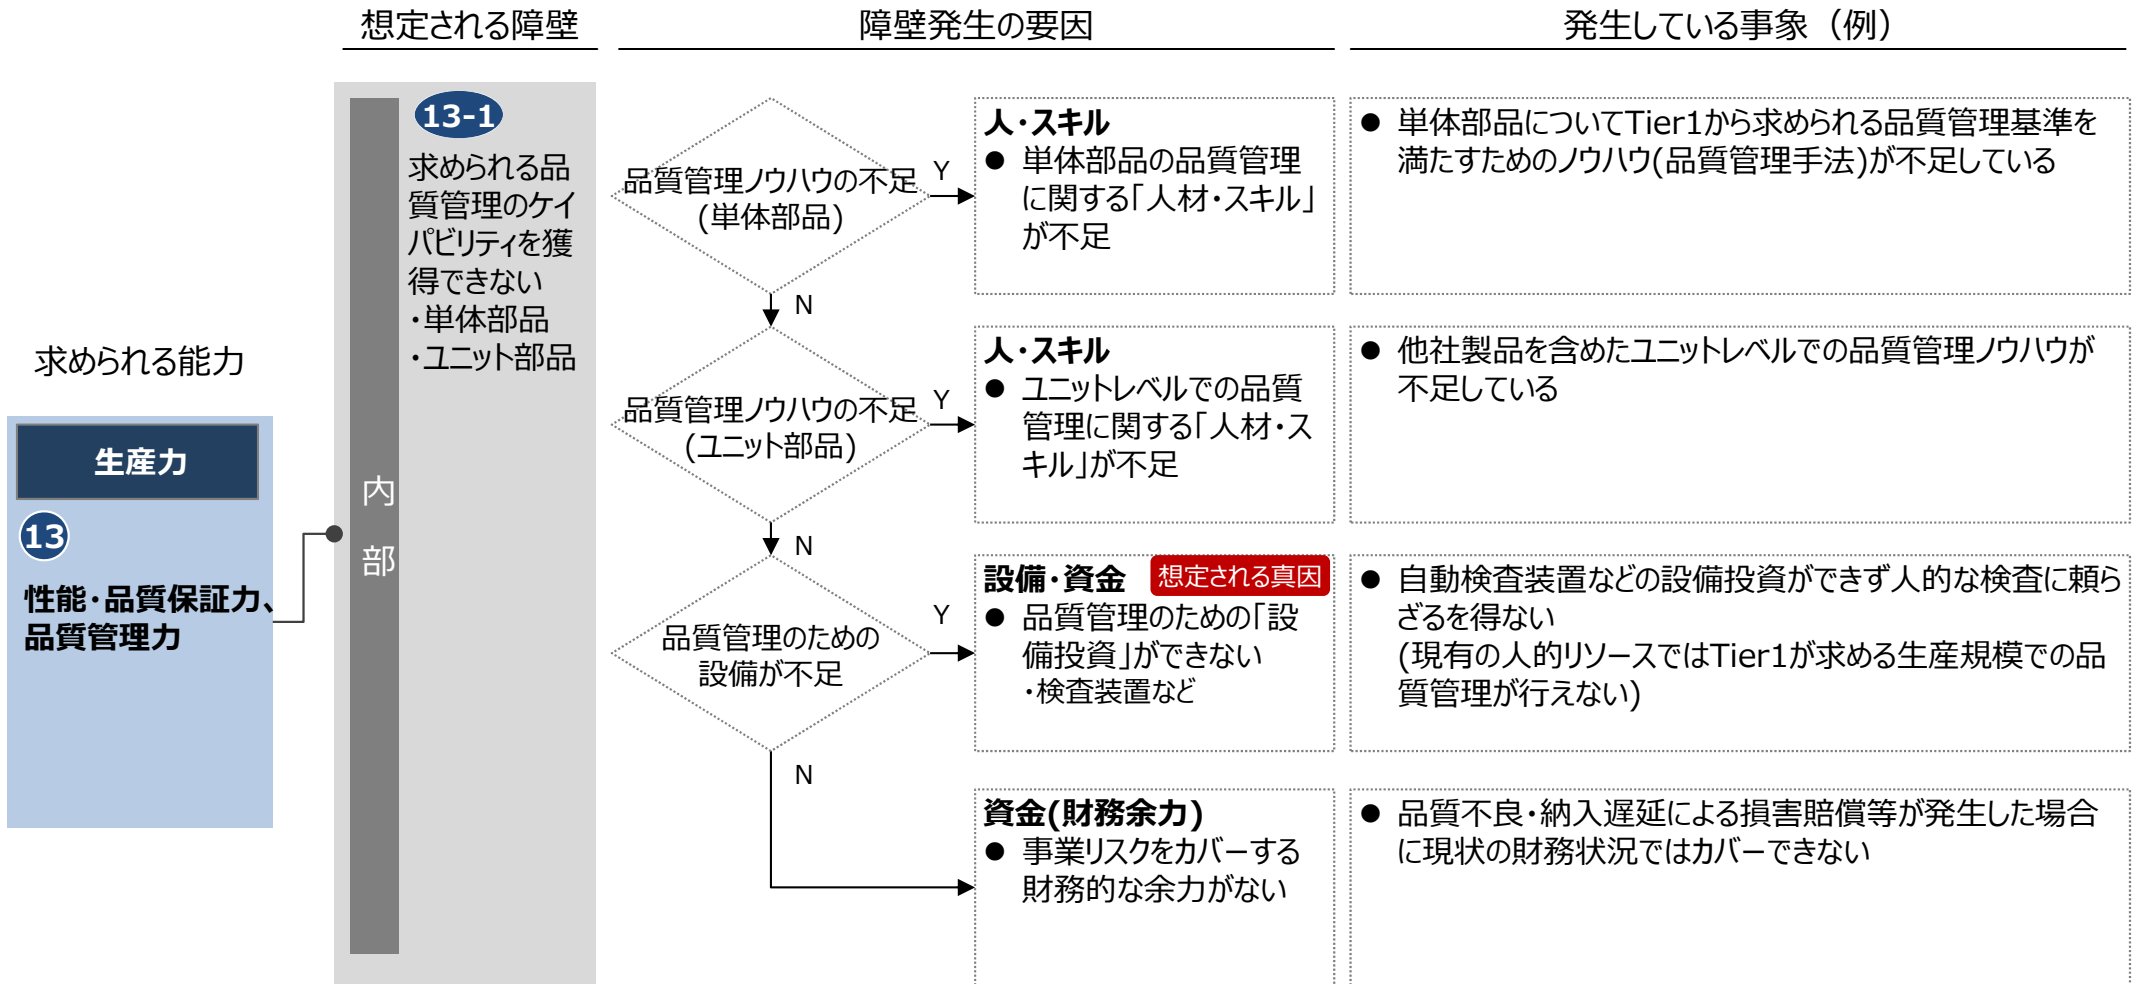 想定される障壁
障壁発生の要因
発生している事象（例）
求められる能力
生産力
13
性能・品質保証力、
品質管理力
内
部
13-1
求められる品
質管理のケイ
パビリティを獲
得できない
・単体部品
・ユニット部品
品質管理ノウハウの不足
(単体部品)
Y
N
人・スキル
● 単体部品の品質管理
に関する「人材・スキル」
が不足
● 単体部品についてTier1から求められる品質管理基準を
満たすためのノウハウ(品質管理手法)が不足している
品質管理ノウハウの不足
(ユニット部品)
Y
N
人・スキル
● ユニットレベルでの品質
管理に関する「人材・ス
キル」が不足
● 他社製品を含めたユニットレベルでの品質管理ノウハウが
不足している
品質管理のための
設備が不足
Y
N
設備・資金 想定される真因
● 品質管理のための「設
備投資」ができない
・検査装置など
● 自動検査装置などの設備投資ができず人的な検査に頼ら
ざるを得ない
(現有の人的リソースではTier1が求める生産規模での品
質管理が行えない)
資金(財務余力)
● 事業リスクをカバーする
財務的な余力がない
● 品質不良・納入遅延による損害賠償等が発生した場合
に現状の財務状況ではカバーできない